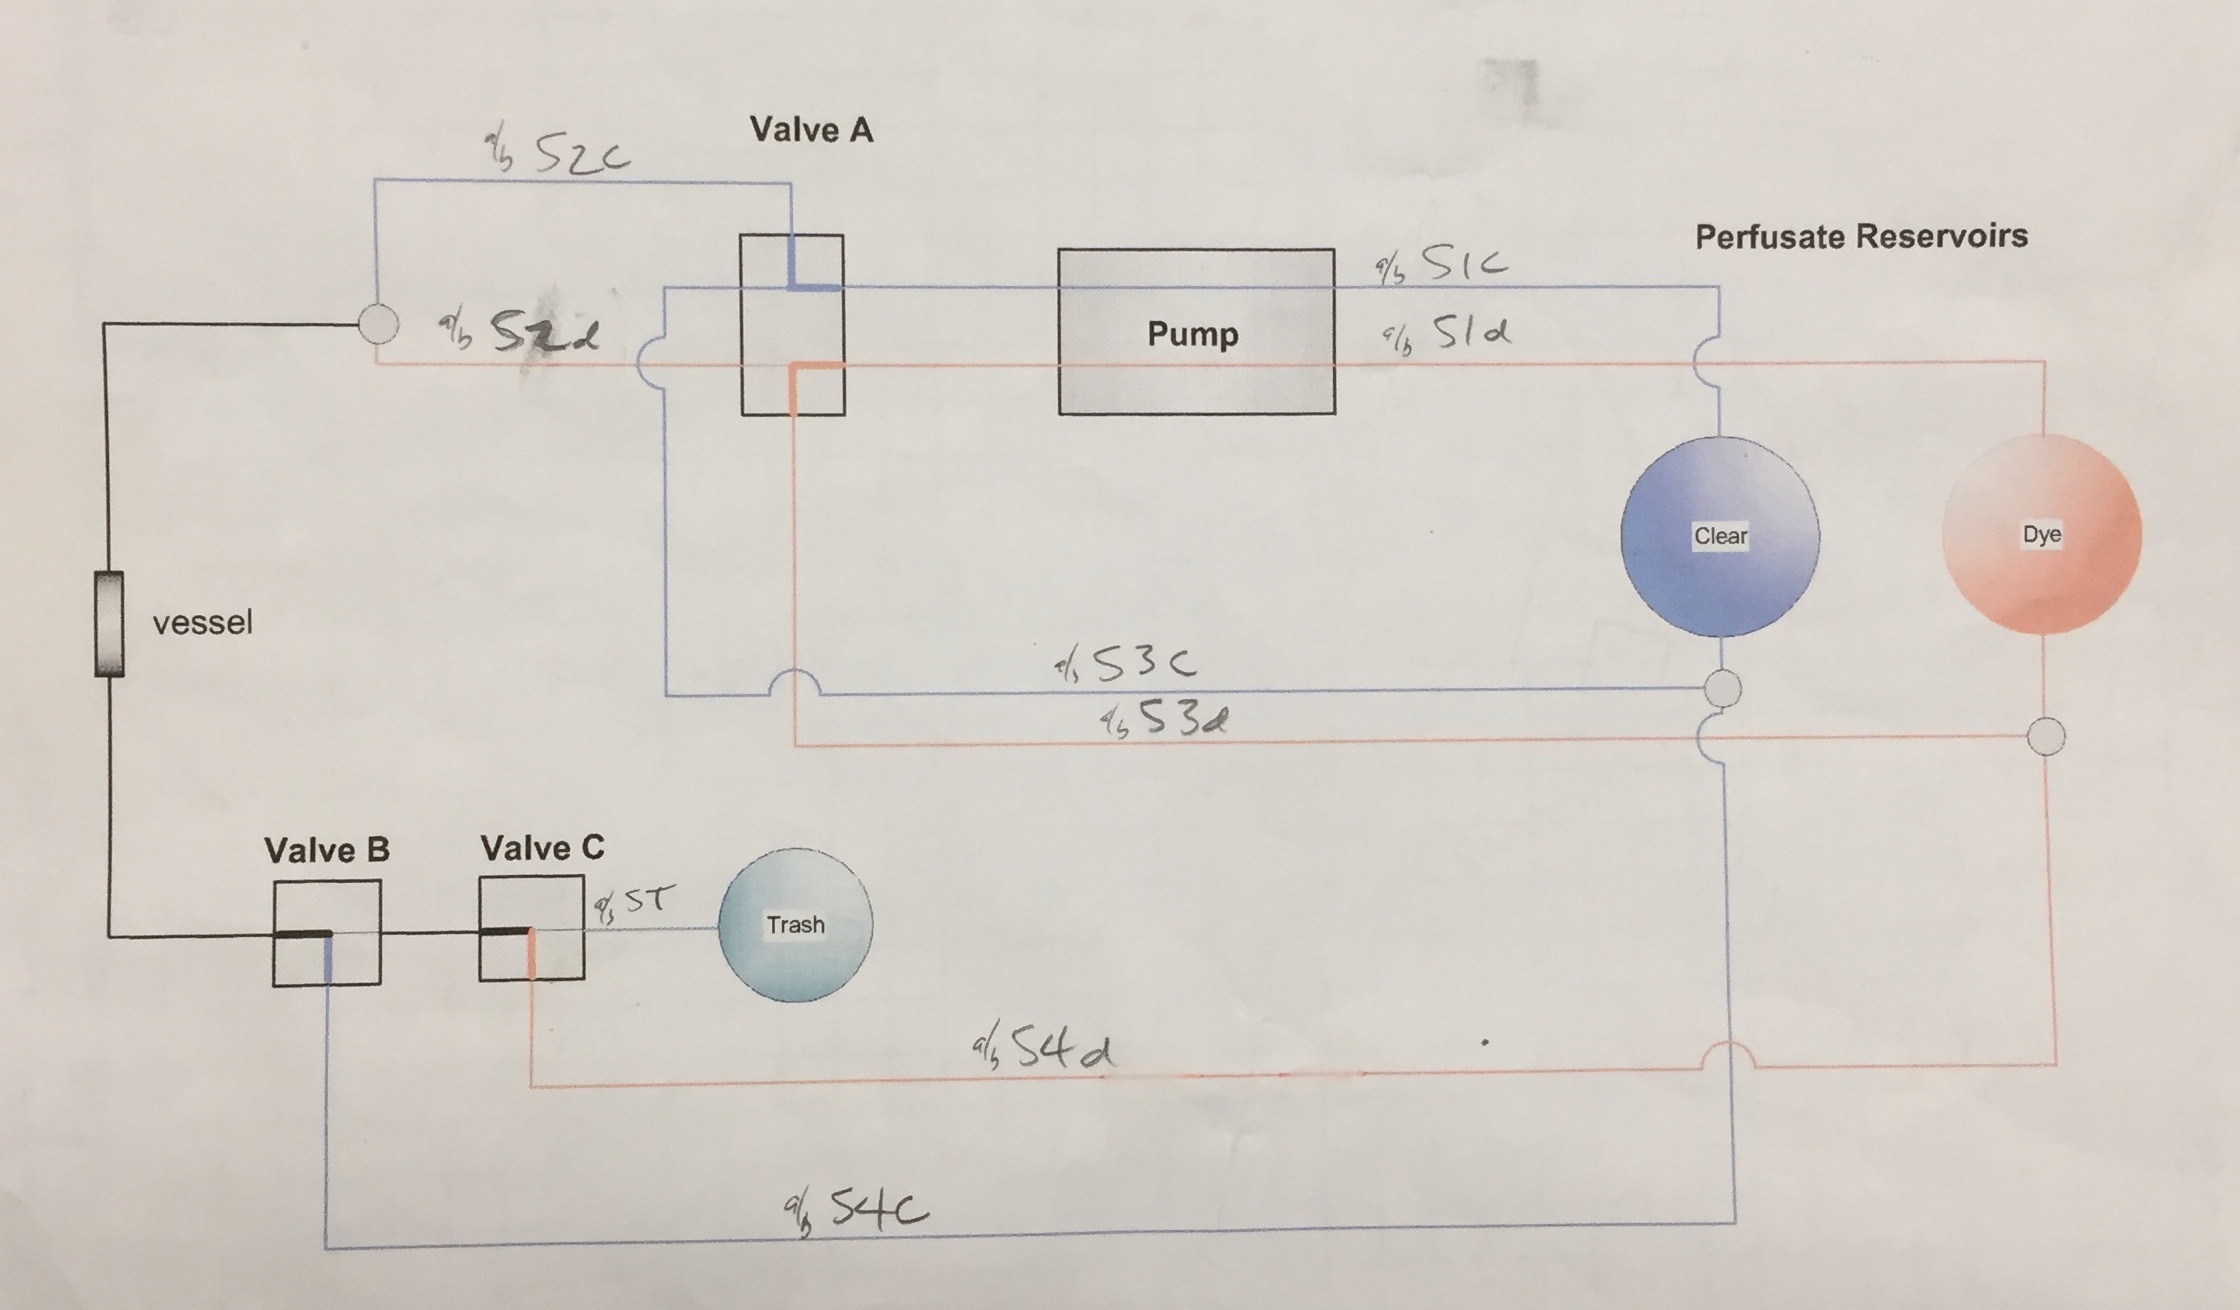 Valve A
a/b S2c
Perfusate Reservoirs
a/b S1c
a/b S2d
Pump
a/b S1d
Clear
Dye
vessel
a/b S3c
a/b S3d
Valve B
Valve C
a/b ST
Trash
a/b S4d
a/b S4c